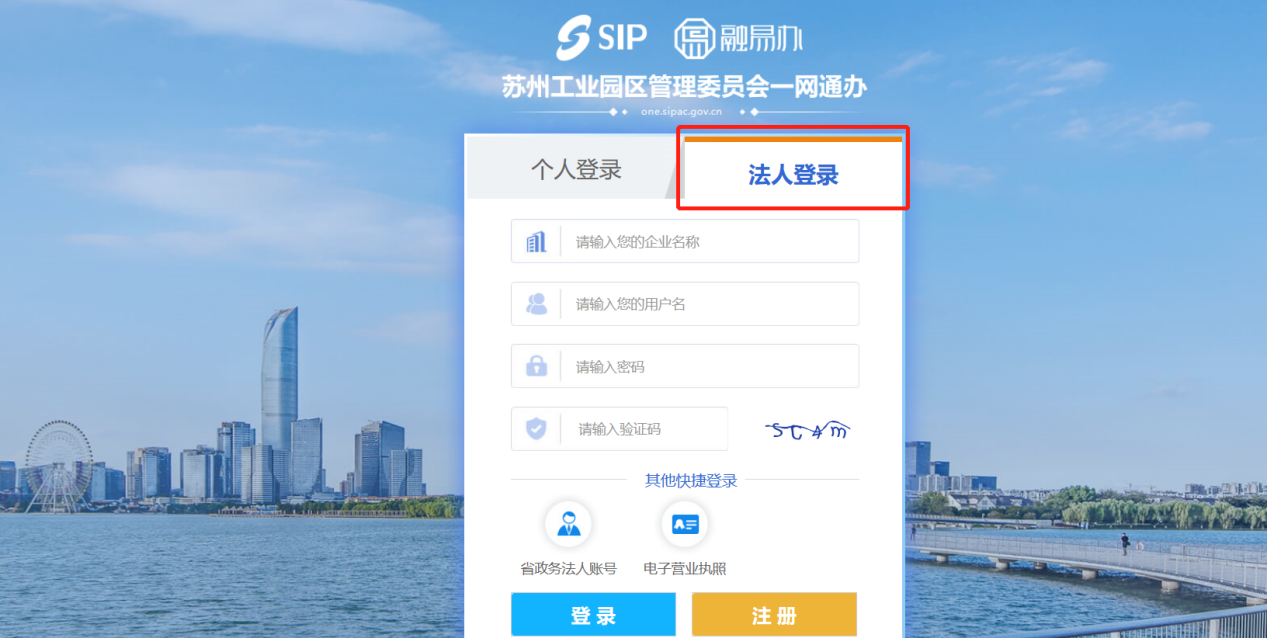 SIP 融易办
苏州工业园区管理委员会一网通办
one.sipac.gov.cn
个人登录
法人登录
请输入您的企业名称
请输入您的用户名
请输入密码
请输入验证码
其他快捷登录
省政务法人账号
电子营业执照
登录
注册